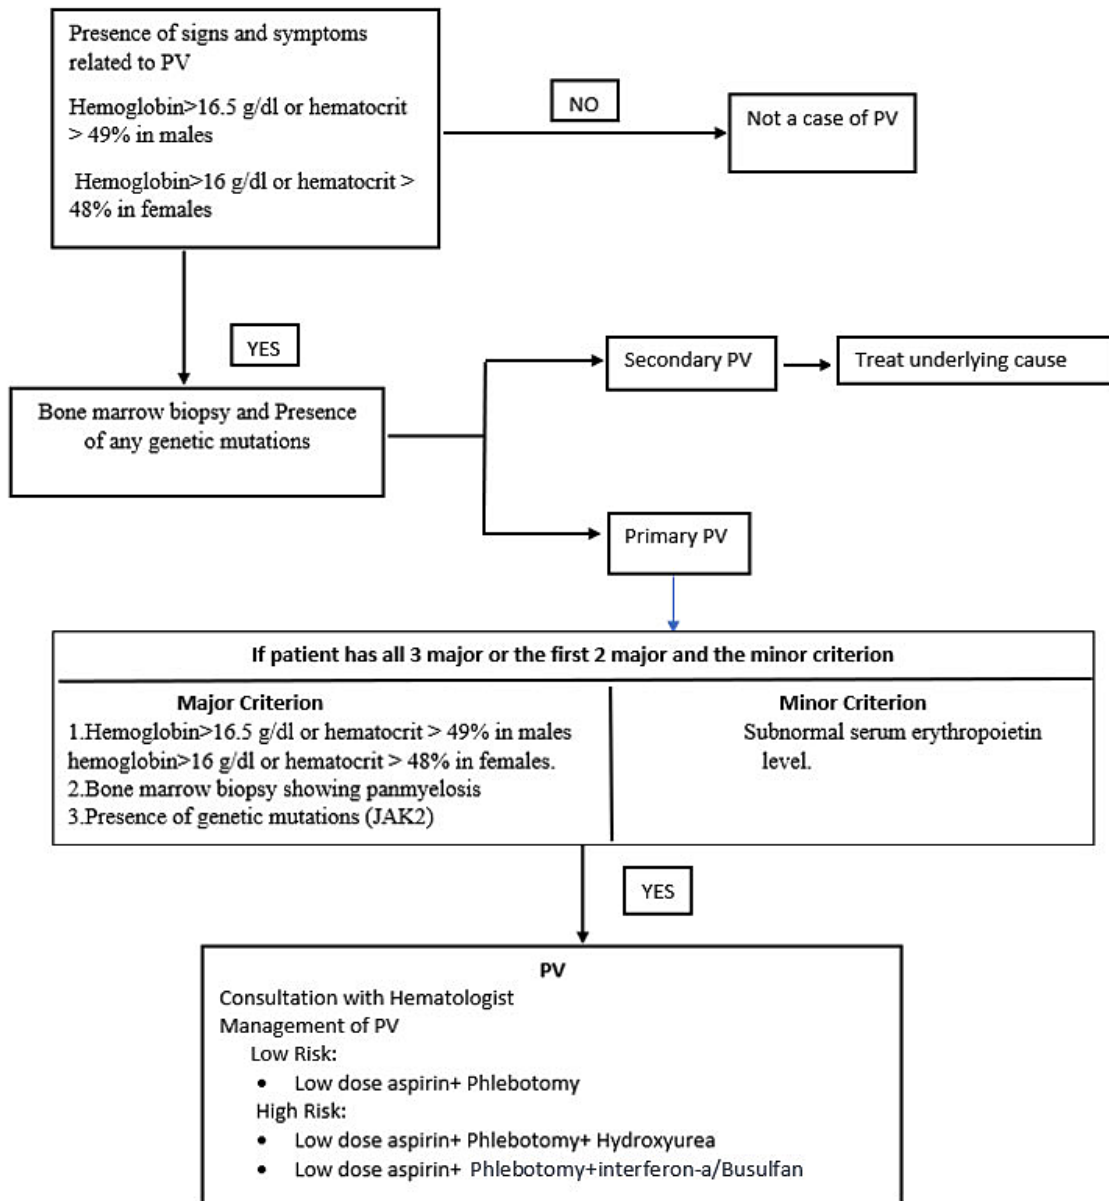 Presence of signs and symptoms
related to PV
Hemoglobin>16.5 g/dl or hematocrit
> 49% in males
Hemoglobin>16 g/dl or hematocrit >
48% in females
NO
Not a case of PV
YES
Bone marrow biopsy and Presence
of any genetic mutations
Secondary PV
Treat underlying cause
Primary PV
If patient has all 3 major or the first 2 major and the minor criterion
Major Criterion
1.Hemoglobin>16.5 g/dl or hematocrit > 49% in males
hemoglobin>16 g/dl or hematocrit > 48% in females.
2.Bone marrow biopsy showing panmyelosis
3.Presence of genetic mutations (JAK2)
Minor Criterion
Subnormal serum erythropoietin
level.
YES
PV
Consultation with Hematologist
Management of PV
Low Risk:
• Low dose aspirin+ Phlebotomy
High Risk:
• Low dose aspirin+ Phlebotomy+ Hydroxyurea
• Low dose aspirin+ Phlebotomy+interferon-a/Busulfan